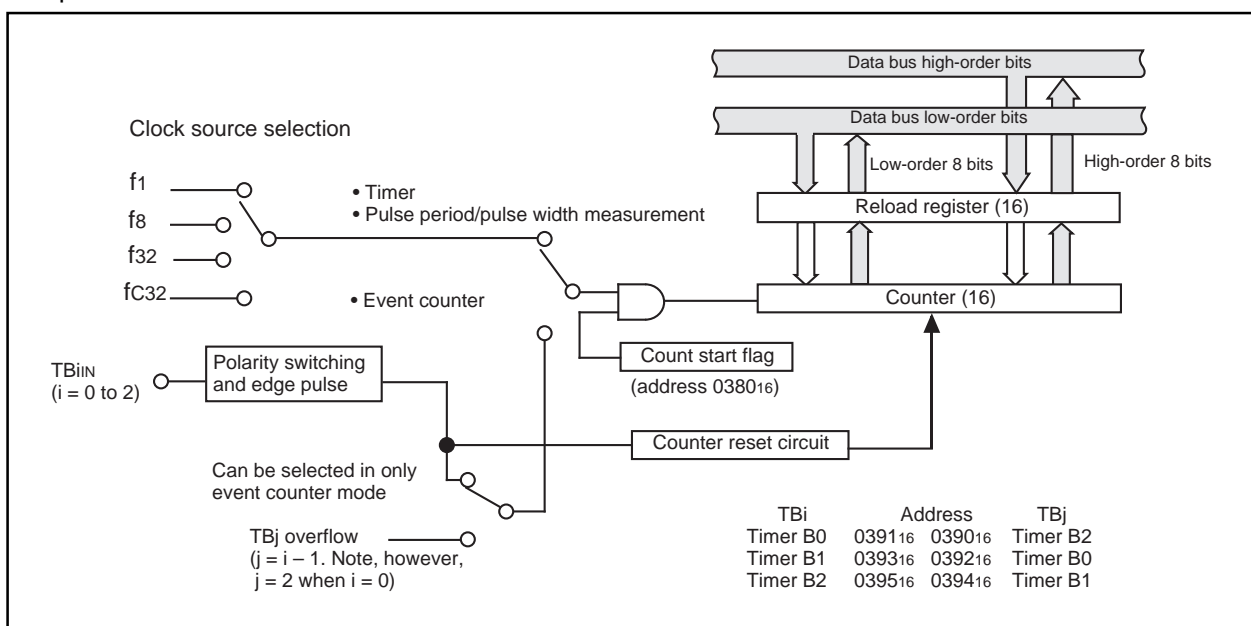 Data bus high-order bits
Data bus low-order bits
Clock source selection
Low-order 8 bits
High-order 8 bits
f1
• Timer
• Pulse period/pulse width measurement
Reload register (16)
f8
f32
fC32
• Event counter
Counter (16)
Polarity switching
and edge pulse
TBiIN
(i = 0 to 2)
Count start flag
(address 038016)
Counter reset circuit
Can be selected in only
event counter mode
TBj overflow
(j = i – 1. Note, however,
j = 2 when i = 0)
TBi Address TBj
Timer B0 039116 039016 Timer B2
Timer B1 039316 039216 Timer B0
Timer B2 039516 039416 Timer B1